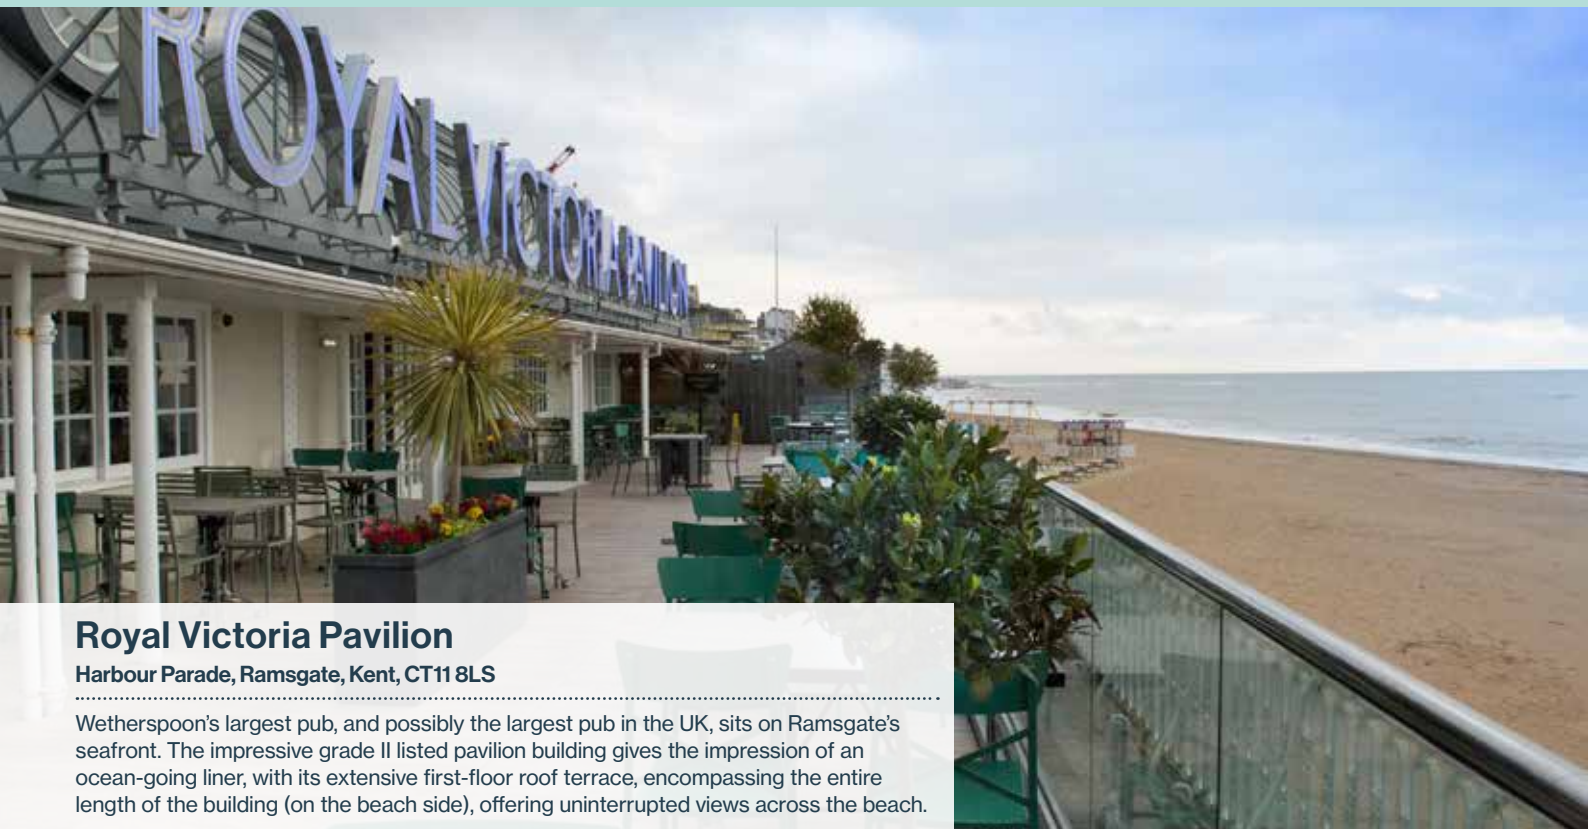 ROYAL VICTORIA PAVILION
Royal Victoria Pavilion
Harbour Parade, Ramsgate, Kent, CT11 8LS
Wetherspoon’s largest pub, and possibly the largest pub in the UK, sits on Ramsgate’s
seafront. The impressive grade II listed pavilion building gives the impression of an
ocean-going liner, with its extensive first-floor roof terrace, encompassing the entire
length of the building (on the beach side), offering uninterrupted views across the beach.